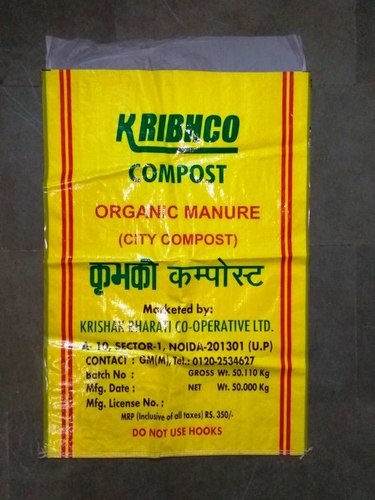 KRIBHCO
COMPOST
ORGANIC MANURE
(CITY COMPOST)
कृभको कम्पोस्ट
Marketed by:
KRISHAK BHARATI CO-OPERATIVE LTD.
A- 10, SECTOR-1, NOIDA-201301 (U.P)
CONTACT : GM(M), Tel.: 0120-2534627
Batch No : GROSS Wt. 50.110 Kg
Mfg. Date : NET Wt. 50.000 Kg
Mfg. License No. :
MRP (Inclusive of all taxes) RS. 350/-
DO NOT USE HOOKS